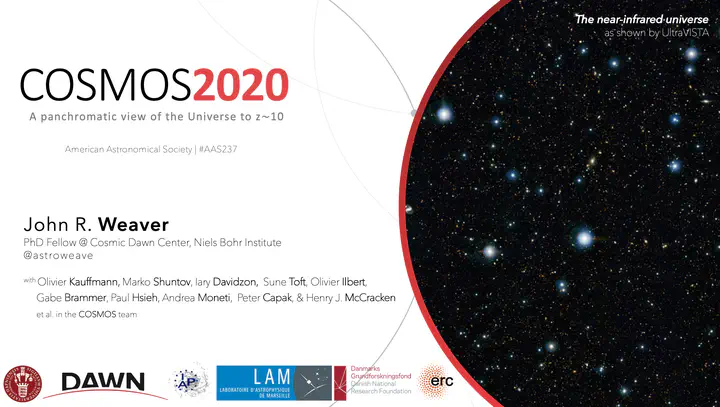 The near-infrared universe
as shown by UltraVISTA
COSMOS2020
A panchromatic view of the Universe to z~10
American Astronomical Society | #AAS237
John R. Weaver
PhD Fellow @ Cosmic Dawn Center, Niels Bohr Institute
@astroweave
with Olivier Kauffmann, Marko Shuntov, Iary Davidzon, Sune Toft, Olivier Ilbert,
Gabe Brammer, Paul Hsieh, Andrea Moneti, Peter Capak, & Henry J. McCracken
et al. in the COSMOS team
DAWN
AP
LAM
LABORATOIRE D'ASTROPHYSIQUE
DE MARSEILLE
Danmarks
Grundforskningsfond
Danish National
Research Foundation
erc